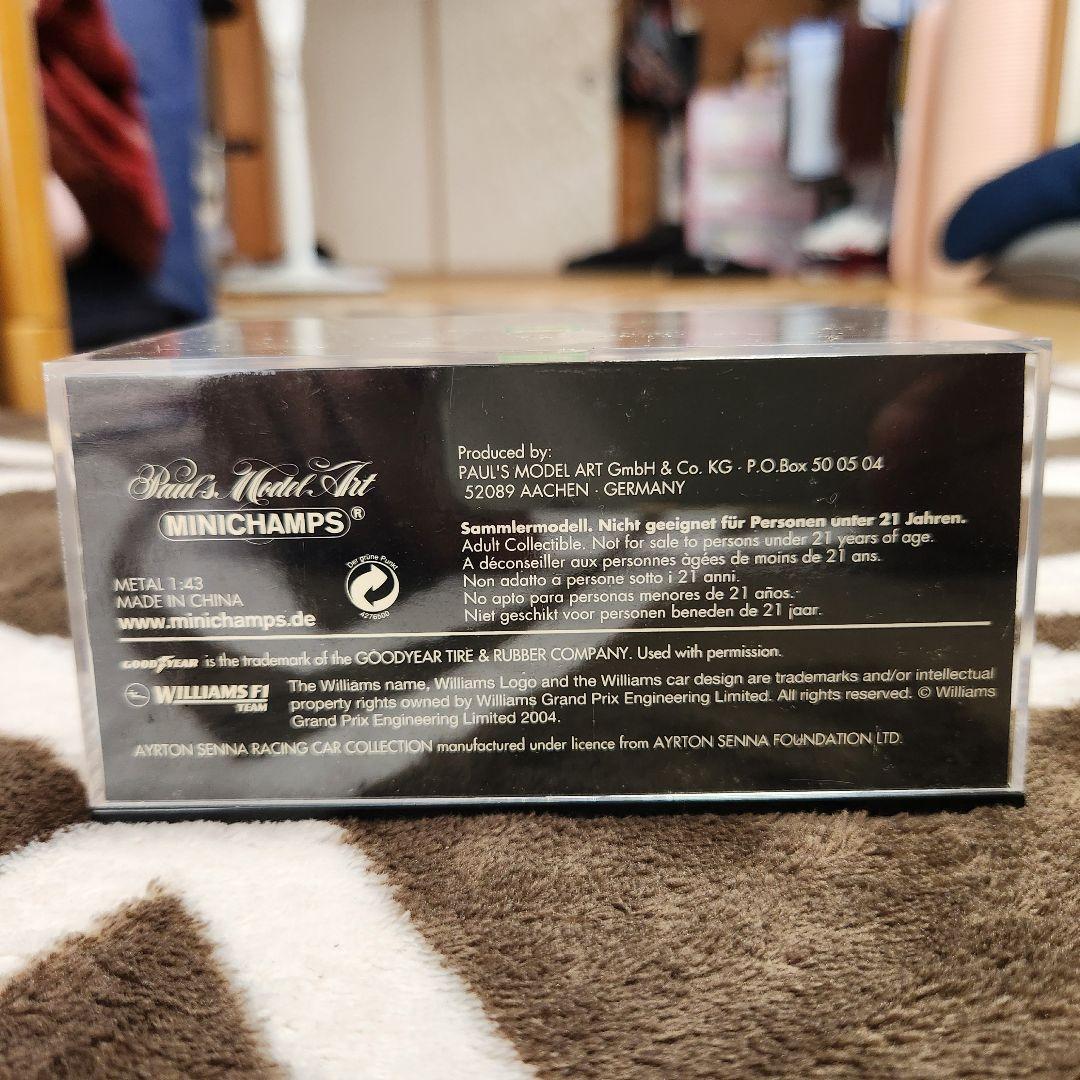 Paul's Model Art
MINICHAMPS®
Der grüne Punkt
4276500
METAL 1:43
MADE IN CHINA
www.minichamps.de
Produced by:
PAUL'S MODEL ART GmbH & Co. KG · P.O.Box 50 05 04
52089 AACHEN · GERMANY
Sammlermodell. Nicht geeignet für Personen unter 21 Jahren.
Adult Collectible. Not for sale to persons under 21 years of age.
A déconseiller aux personnes àgées de moins de 21 ans.
Non adatto a persone sotto i 21 anni.
No apto para personas menores de 21 años.
Niet geschikt voor personen beneden de 21 jaar.
GOODYEAR is the trademark of the GOODYEAR TIRE & RUBBER COMPANY. Used with permission.
WILLIAMS F1
TEAM
The Williams name, Williams Logo and the Williams car design are trademarks and/or intellectual
property rights owned by Williams Grand Prix Engineering Limited. All rights reserved. © Williams
Grand Prix Engineering Limited 2004.
AYRTON SENNA RACING CAR COLLECTION manufactured under licence from AYRTON SENNA FOUNDATION LTD.